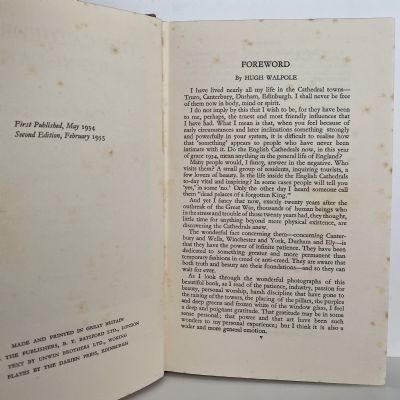 First Published, May 1934
Second Edition, February 1935
MADE AND PRINTED IN GREAT BRITAIN
THE PUBLISHERS, B. T. BATSFORD LTD., LONDON
TEXT BY UNWIN BROTHERS LTD., WOKING
PLATES BY THE DARIEN PRESS, EDINBURGH
FOREWORD
By HUGH WALPOLE
I have lived nearly all my life in the Cathedral towns—
Truro, Canterbury, Durham, Edinburgh. I shall never be free
of them now in body, mind or spirit.
I do not imply by this that I wish to be, for they have been
to me, perhaps, the truest and most friendly influences that
I have had. What I mean is that, when you feel because of
early circumstances and later inclinations something strongly
and powerfully in your system, it is difficult to realise how
that 'something' appears to people who have never been
intimate with it. Do the English Cathedrals now, in this year
of grace 1934, mean anything in the general life of England?
Many people would, I fancy, answer in the negative. Who
visits them? A small group of residents, inquiring tourists, a
few lovers of beauty. Is the life inside the English Cathedrals
to-day vital and inspiring? In some cases people will tell you
'yes,' in some 'no.' Only the other day I heard someone call
them "dead palaces of a forgotten King."
And yet I fancy that now, exactly twenty years after the
outbreak of the Great War, thousands of human beings who
in the stress and trouble of those twenty years had, they thought,
little time for anything beyond mere physical existence, are
discovering the Cathedrals anew.
The wonderful fact concerning them—concerning Canter-
bury and Wells, Winchester and York, Durham and Ely—is
that they have the power of infinite patience. They have been
dedicated to something greater and more permanent than
temporary fashions in creed or anti-creed. They are aware that
both truth and beauty are their foundations—and so they can
wait for ever.
As I look through the wonderful photographs of this
beautiful book, as I read of the patience, industry, passion for
beauty, personal worship, hard discipline that have gone to
the raising of the towers, the placing of the pillars, the purples
and deep greens and frozen white of the window glass, I feel
a deep and poignant gratitude. That gratitude may be in some
sense personal; that power and that art have been such
wonders to my personal experience; but I think it is also a
wider and more general emotion.
v